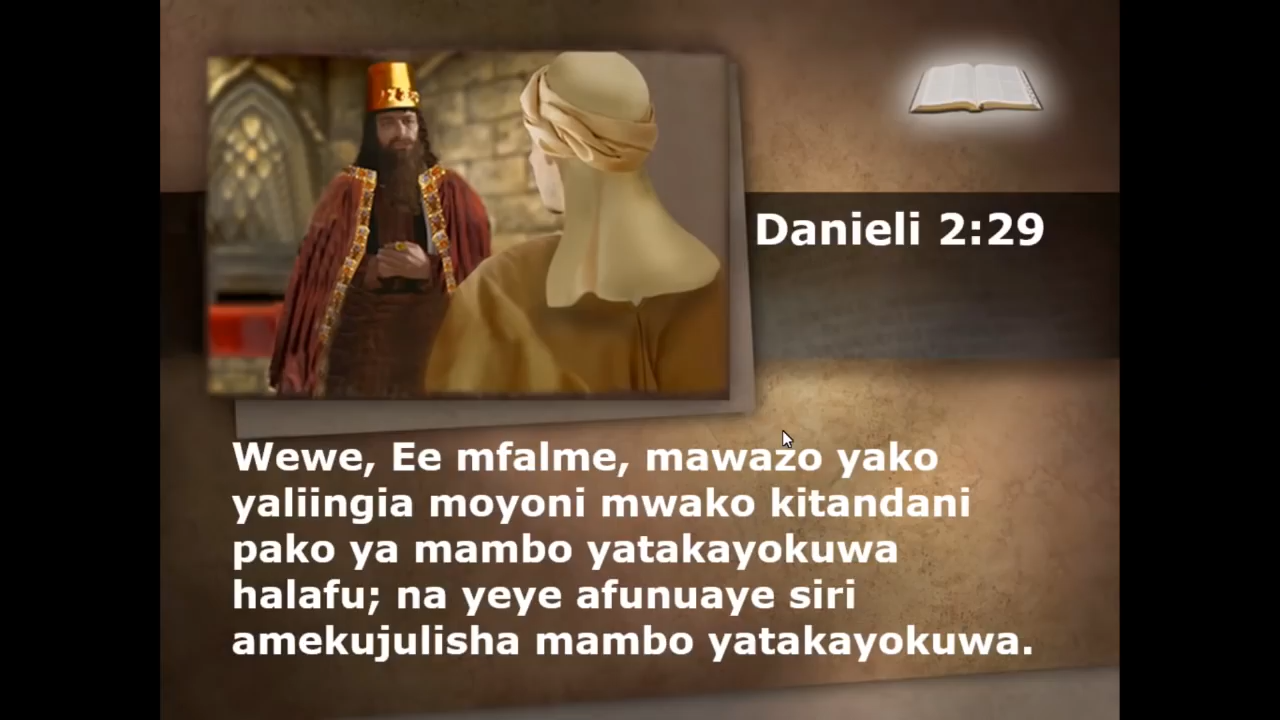 Danieli 2:29
Wewe, Ee mfalme, mawazo yako
yaliingia moyoni mwako kitandani
pako ya mambo yatakayokuwa
halafu; na yeye afunuaye siri
amekujulisha mambo yatakayokuwa.